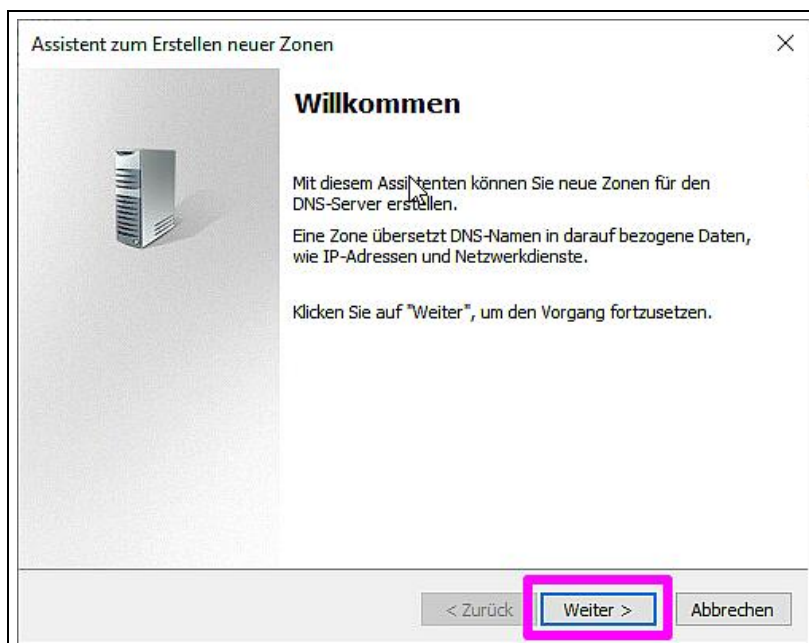 Assistent zum Erstellen neuer Zonen
Willkommen
Mit diesem Assistenten können Sie neue Zonen für den
DNS-Server erstellen.
Eine Zone übersetzt DNS-Namen in darauf bezogene Daten,
wie IP-Adressen und Netzwerkdienste.
Klicken Sie auf "Weiter", um den Vorgang fortzusetzen.
< Zurück Weiter > Abbrechen